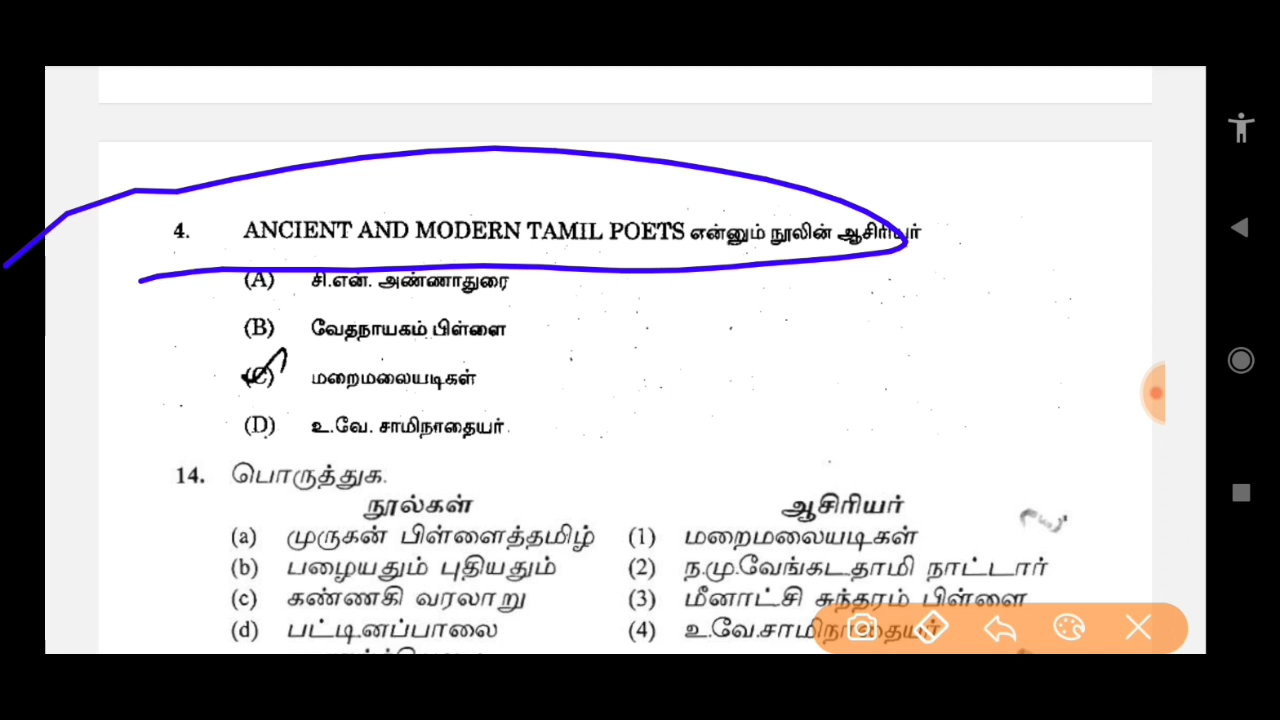 4. ANCIENT AND MODERN TAMIL POETS என்னும் நூலின் ஆசிரியர்
(A) சி.என். அண்ணாதுரை
(B) வேதநாயகம் பிள்ளை
(C) மறைமலையடிகள்
(D) உ.வே. சாமிநாதையர்
14. பொருத்துக.
நூல்கள் ஆசிரியர்
(a) முருகன் பிள்ளைத்தமிழ் (1) மறைமலையடிகள்
(b) பழையதும் புதியதும் (2) ந.மு.வேங்கடதாமி நாட்டார்
(c) கண்ணகி வரலாறு (3) மீனாட்சி சுந்தரம் பிள்ளை
(d) பட்டினப்பாலை (4) உ.வே.சாமிநாதையர்